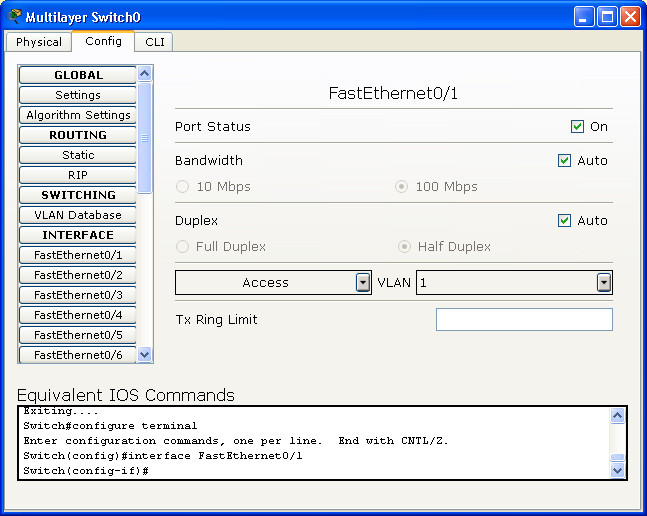 Multilayer Switch0
Physical Config CLI
GLOBAL
Settings
Algorithm Settings
ROUTING
Static
RIP
SWITCHING
VLAN Database
INTERFACE
FastEthernet0/1
FastEthernet0/2
FastEthernet0/3
FastEthernet0/4
FastEthernet0/5
FastEthernet0/6
FastEthernet0/1
Port Status On
Bandwidth Auto
10 Mbps 100 Mbps
Duplex Auto
Full Duplex Half Duplex
Access VLAN 1
Tx Ring Limit
Equivalent IOS Commands
Exiting....
Switch#configure terminal
Enter configuration commands, one per line. End with CNTL/Z.
Switch(config)#interface FastEthernet0/1
Switch(config-if)#